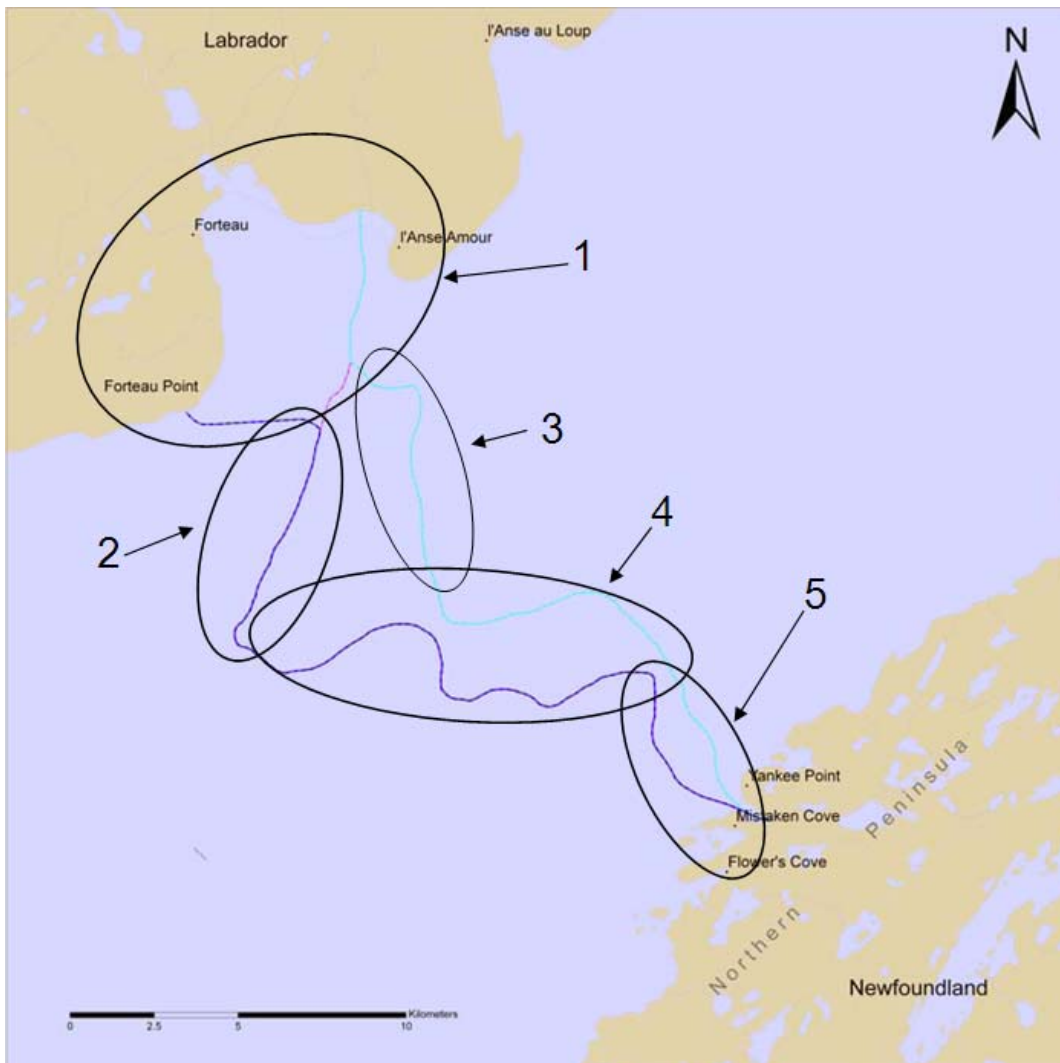 l'Anse au Loup
Labrador
N
Forteau
l'Anse Amour
1
Forteau Point
3
2
4
5
Yankee Point
Mistaken Cove
Flower's Cove
Northern Peninsula
Newfoundland
Kilometers
0 2.5 5 10